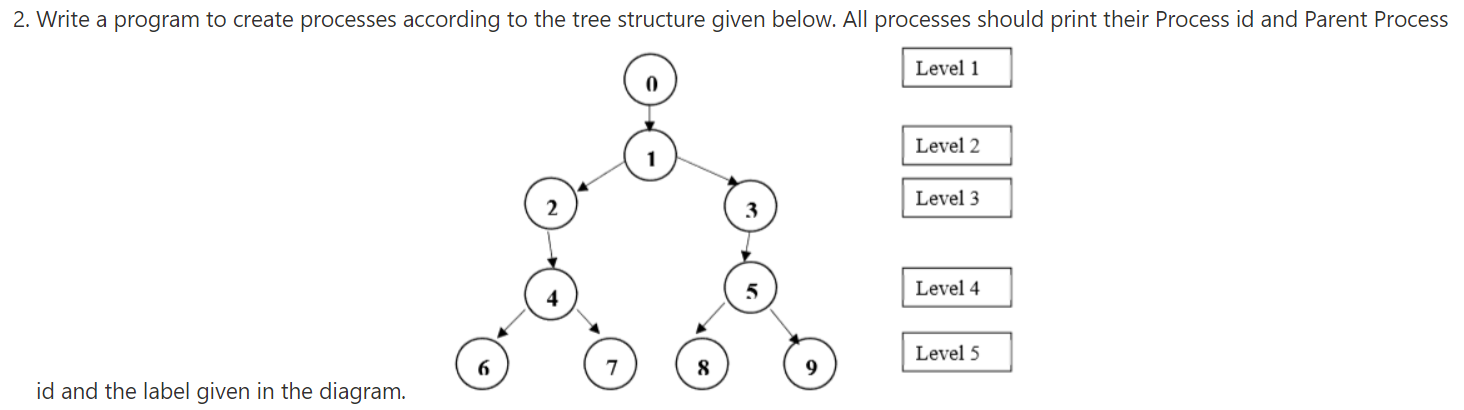 2. Write a program to create processes according to the tree structure given below. All processes should print their Process id and Parent Process
Level 1
0
Level 2
1
Level 3
2
3
Level 4
4
5
Level 5
6
7
8
9
id and the label given in the diagram.